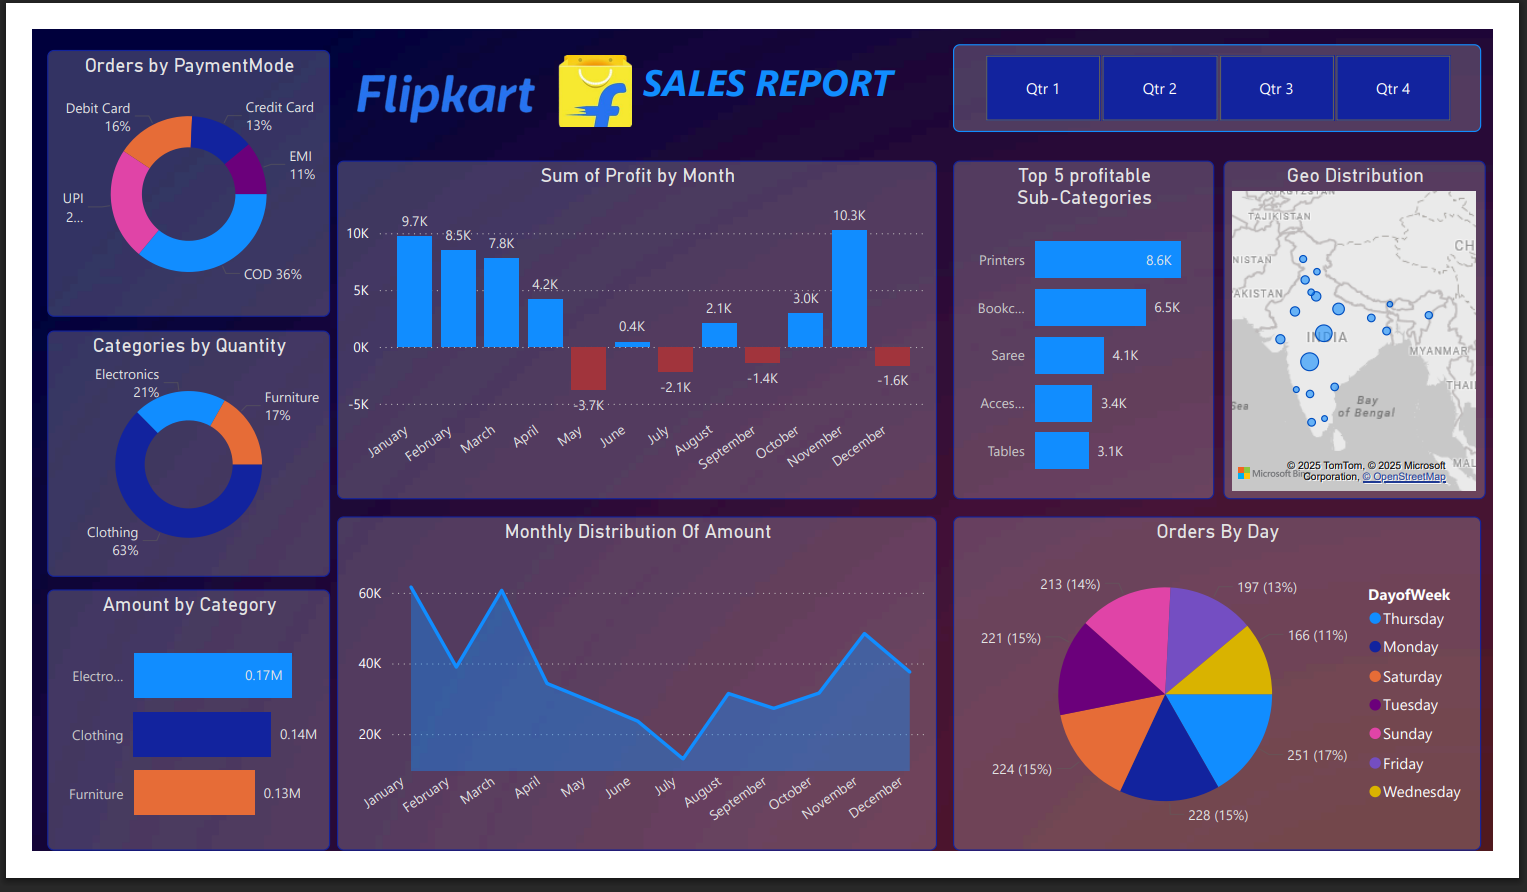 Flipkart
SALES REPORT
Qtr 1
Qtr 2
Qtr 3
Qtr 4
Orders by PaymentMode
Debit Card
16%
Credit Card
13%
EMI
11%
UPI
2...
COD 36%
Categories by Quantity
Electronics
21%
Furniture
17%
Clothing
63%
Amount by Category
Electro...
0.17M
Clothing
0.14M
Furniture
0.13M
Sum of Profit by Month
10K
5K
0K
-5K
9.7K
8.5K
7.8K
4.2K
-3.7K
0.4K
-2.1K
2.1K
-1.4K
3.0K
10.3K
-1.6K
January
February
March
April
May
June
July
August
September
October
November
December
Monthly Distribution Of Amount
60K
40K
20K
January
February
March
April
May
June
July
August
September
October
November
December
Top 5 profitable
Sub-Categories
Printers
8.6K
Bookc...
6.5K
Saree
4.1K
Acces...
3.4K
Tables
3.1K
Geo Distribution
KYRGYZSTAN
TAJIKISTAN
CH
NISTAN
AKISTAN
INDIA
MYANMAR
THAI
Sea
Bay
of Bengal
MAL
Microsoft Bin
© 2025 TomTom, © 2025 Microsoft
Corporation, © OpenStreetMap
Orders By Day
213 (14%)
197 (13%)
221 (15%)
166 (11%)
224 (15%)
251 (17%)
228 (15%)
DayofWeek
Thursday
Monday
Saturday
Tuesday
Sunday
Friday
Wednesday